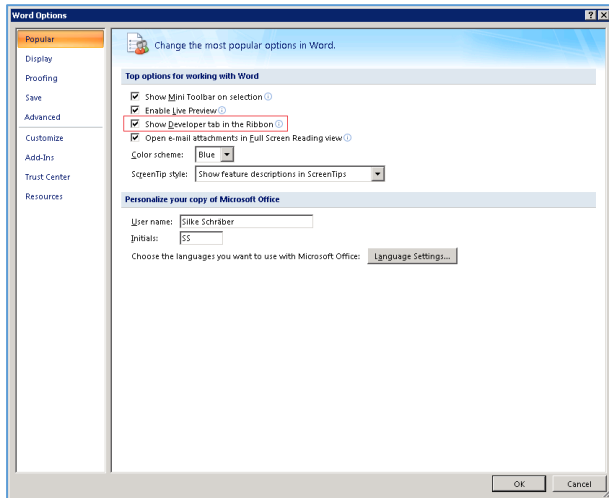 Word Options
Popular
Display
Proofing
Save
Advanced
Customize
Add-Ins
Trust Center
Resources
Change the most popular options in Word.
Top options for working with Word
Show Mini Toolbar on selection
Enable Live Preview
Show Developer tab in the Ribbon
Open e-mail attachments in Full Screen Reading view
Color scheme: Blue
ScreenTip style: Show feature descriptions in ScreenTips
Personalize your copy of Microsoft Office
User name: Silke Schräber
Initials: SS
Choose the languages you want to use with Microsoft Office: Language Settings...
OK Cancel